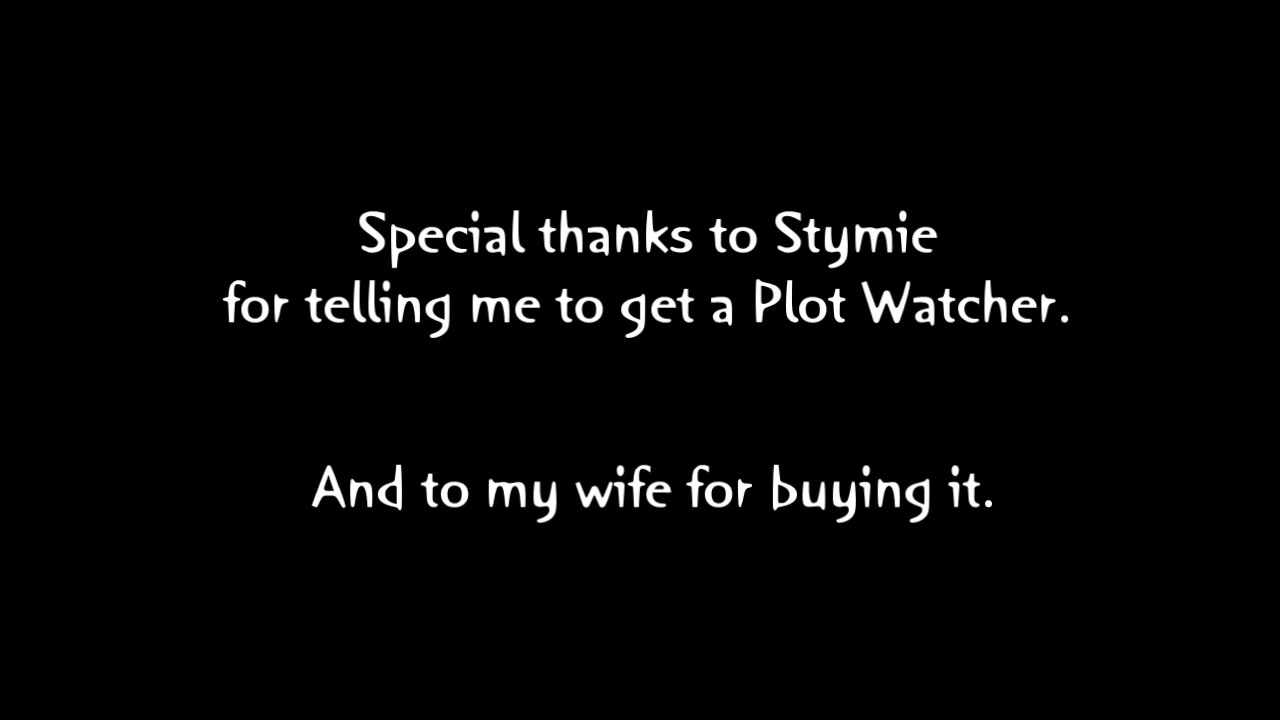 Special thanks to Stymie
for telling me to get a Plot Watcher.
And to my wife for buying it.